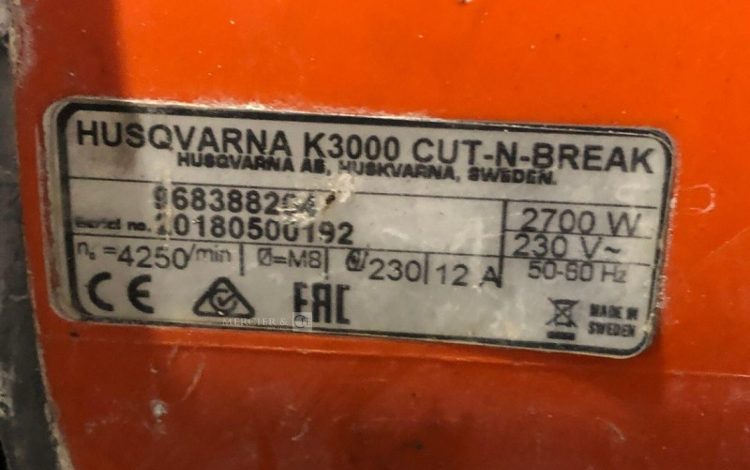 HUSQVARNA K3000 CUT-N-BREAK
HUSQVARNA AB, HUSKVARNA, SWEDEN.
Serial no.
2700 W
230 V~
50-60 Hz
n₀=4250/min Ø=M8 230 12 A
CE EAC
MADE IN
SWEDEN
MERCIER &